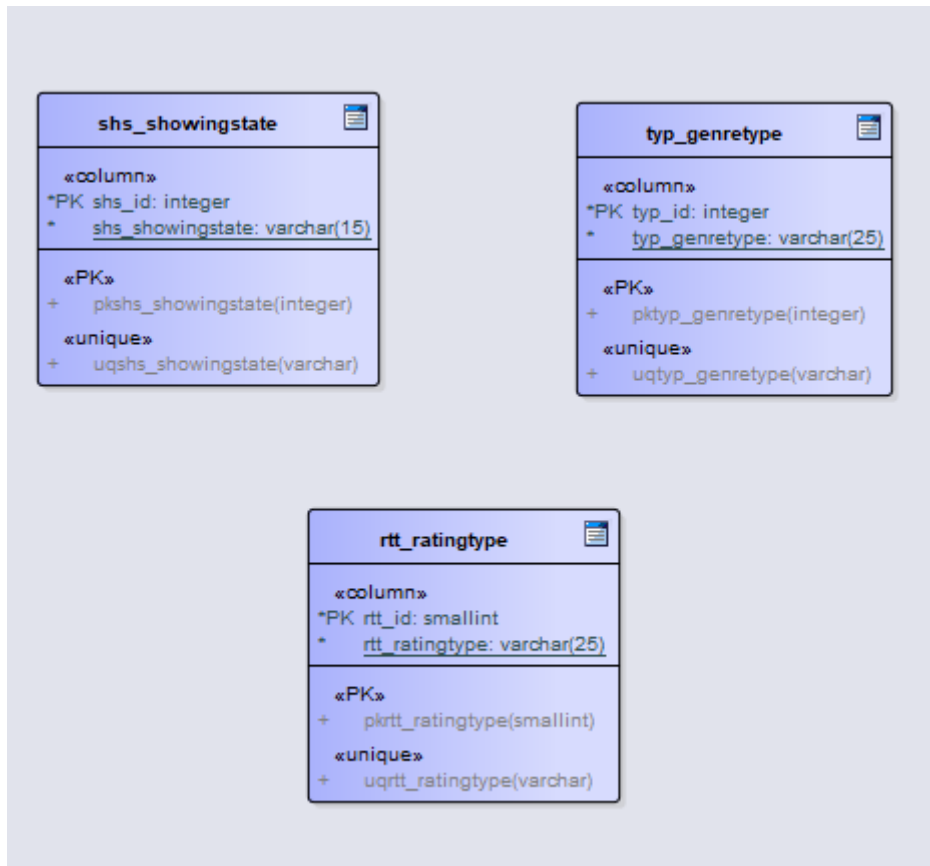 shs_showingstate
«column»
*PK shs_id: integer
* shs_showingstate: varchar(15)
«PK»
+ pkshs_showingstate(integer)
«unique»
+ uqshs_showingstate(varchar)
typ_genretype
«column»
*PK typ_id: integer
* typ_genretype: varchar(25)
«PK»
+ pktyp_genretype(integer)
«unique»
+ uqtyp_genretype(varchar)
rtt_ratingtype
«column»
*PK rtt_id: smallint
* rtt_ratingtype: varchar(25)
«PK»
+ pkrtt_ratingtype(smallint)
«unique»
+ uqrtt_ratingtype(varchar)